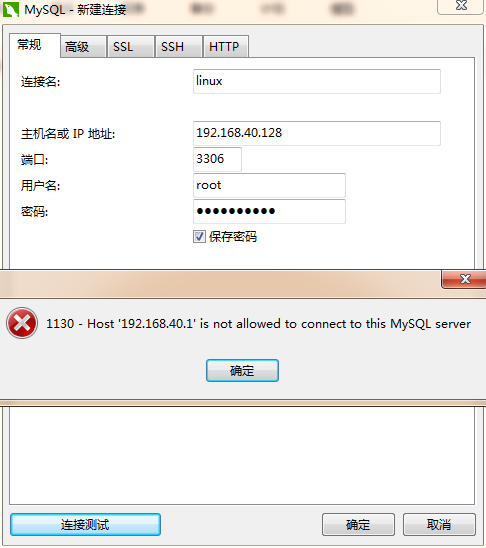 MySQL - 新建连接
常规
高级
SSL
SSH
HTTP
连接名:
linux
主机名或 IP 地址:
192.168.40.128
端口:
3306
用户名:
root
密码:
●●●●●●●●●●
保存密码
1130 - Host '192.168.40.1' is not allowed to connect to this MySQL server
确定
连接测试
确定
取消